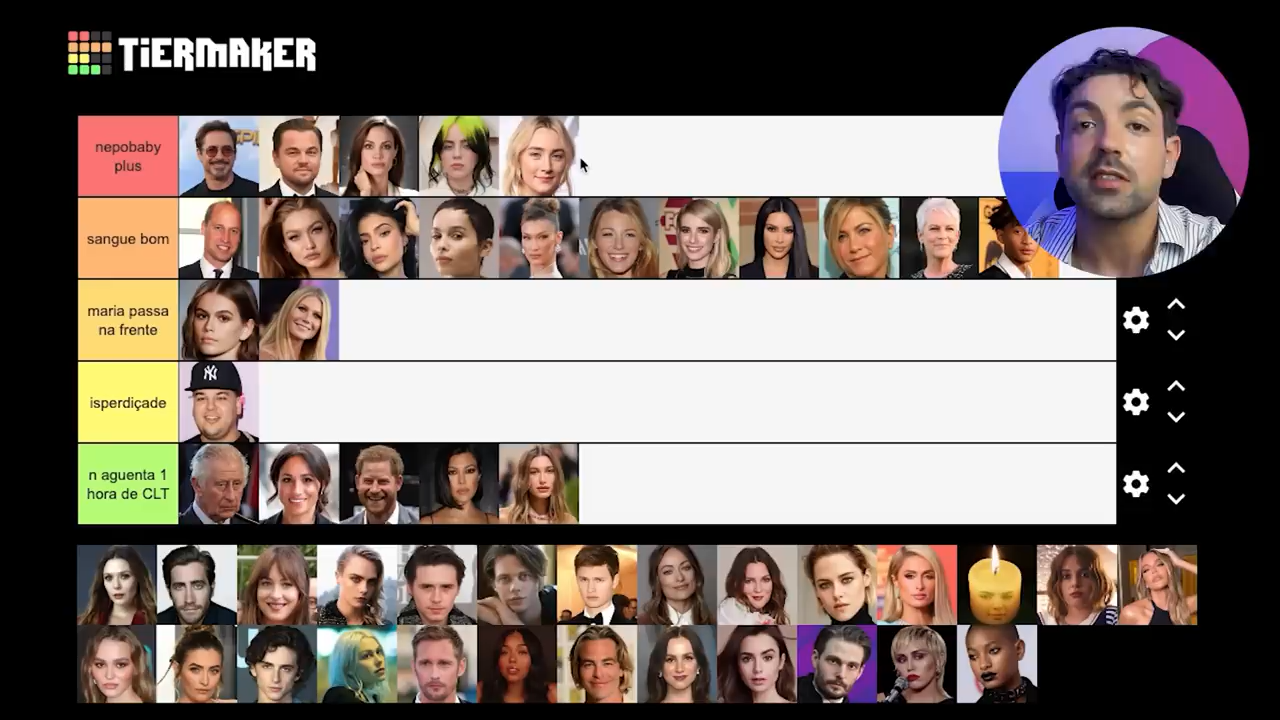 TiERMAKER
nepobaby
plus
sangue bom
maria passa
na frente
isperdiçade
n aguenta 1
hora de CLT